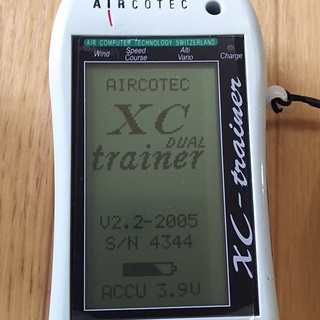 AIRCOTEC
AIR COMPUTER TECHNOLOGY SWITZERLAND
Wind Speed Course Alti Vario Charge
AIRCOTEC
XC
DUAL
trainer
V2.2-2005
S/N 4344
ACCU 3.9V
XC-trainer